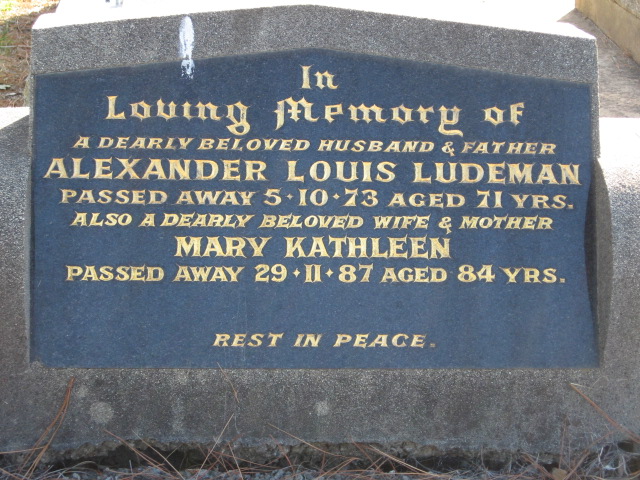 In
Loving Memory of
A DEARLY BELOVED HUSBAND & FATHER
ALEXANDER LOUIS LUDEMAN
PASSED AWAY 5·10·73 AGED 71 YRS.
ALSO A DEARLY BELOVED WIFE & MOTHER
MARY KATHLEEN
PASSED AWAY 29·11·87 AGED 84 YRS.
REST IN PEACE.